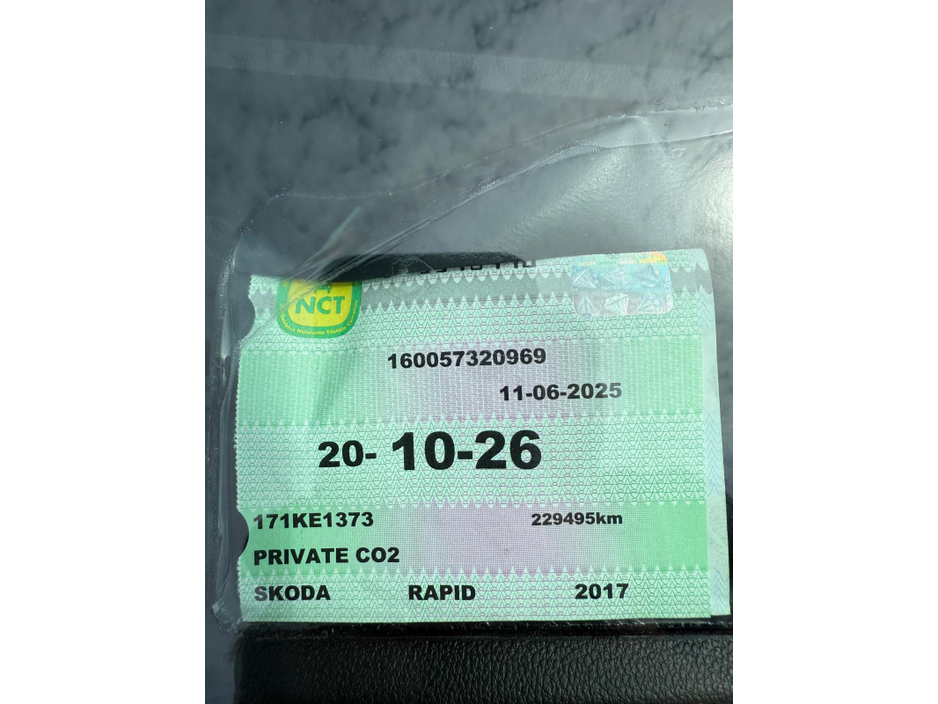 NCT
160057320969
11-06-2025
20- 10-26
171KE1373 229495km
PRIVATE CO2
SKODA RAPID 2017